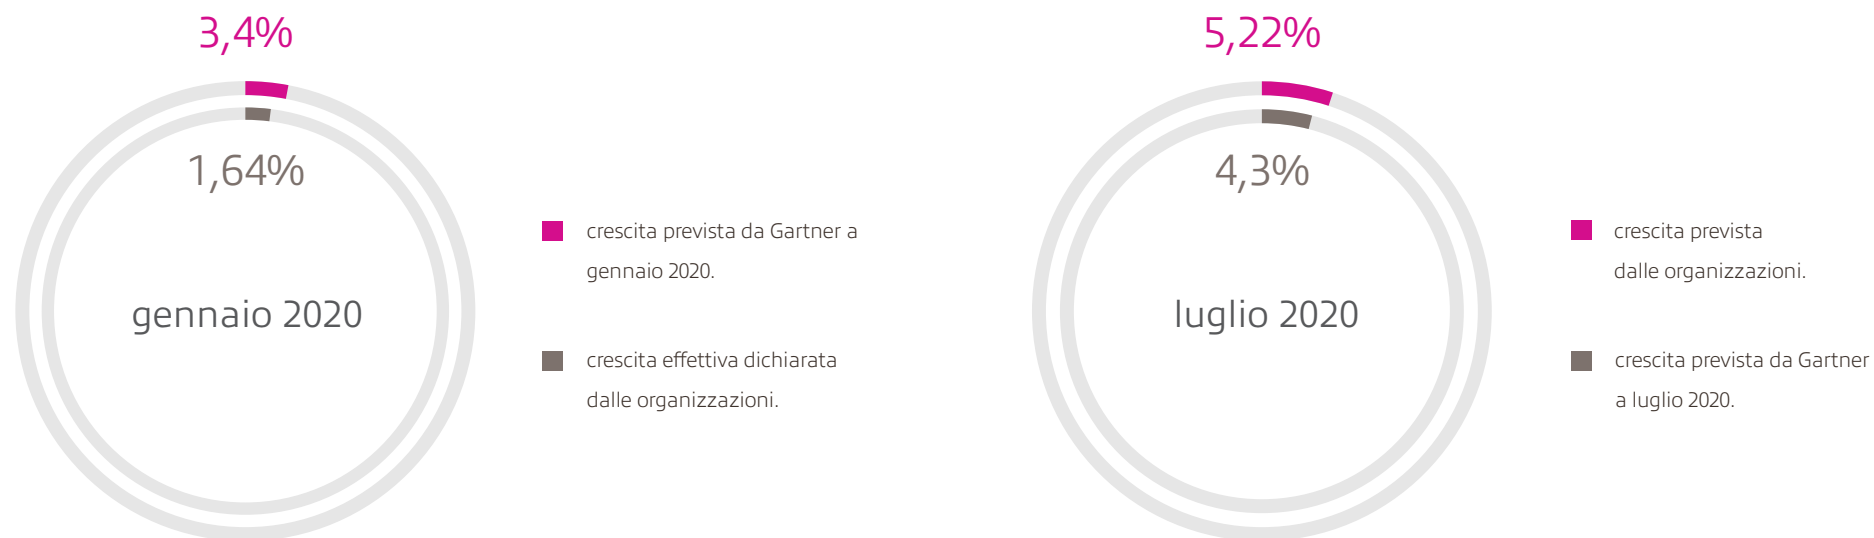 3,4%
1,64%
gennaio 2020
crescita prevista da Gartner a
gennaio 2020.
crescita effettiva dichiarata
dalle organizzazioni.
5,22%
4,3%
luglio 2020
crescita prevista
dalle organizzazioni.
crescita prevista da Gartner
a luglio 2020.